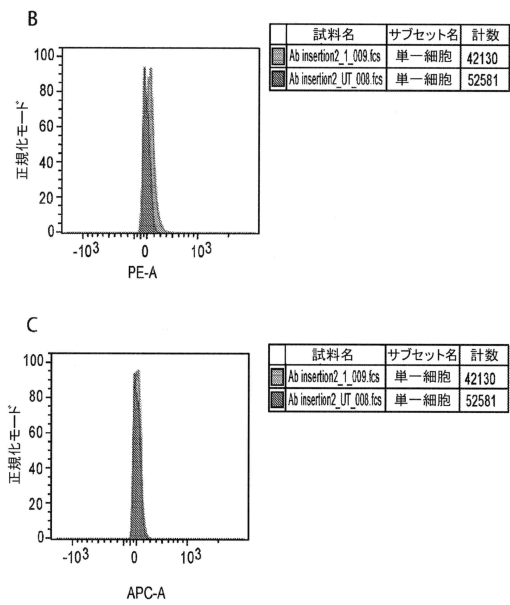 B
試料名 サブセット名 計数
Ab insertion2_1_009.fcs 単一細胞 42130
Ab insertion2_UT_008.fcs 単一細胞 52581
正規化モード
100
80
60
40
20
0
-10³ 0 10³
PE-A
C
試料名 サブセット名 計数
Ab insertion2_1_009.fcs 単一細胞 42130
Ab insertion2_UT_008.fcs 単一細胞 52581
正規化モード
100
80
60
40
20
0
-10³ 0 10³
APC-A